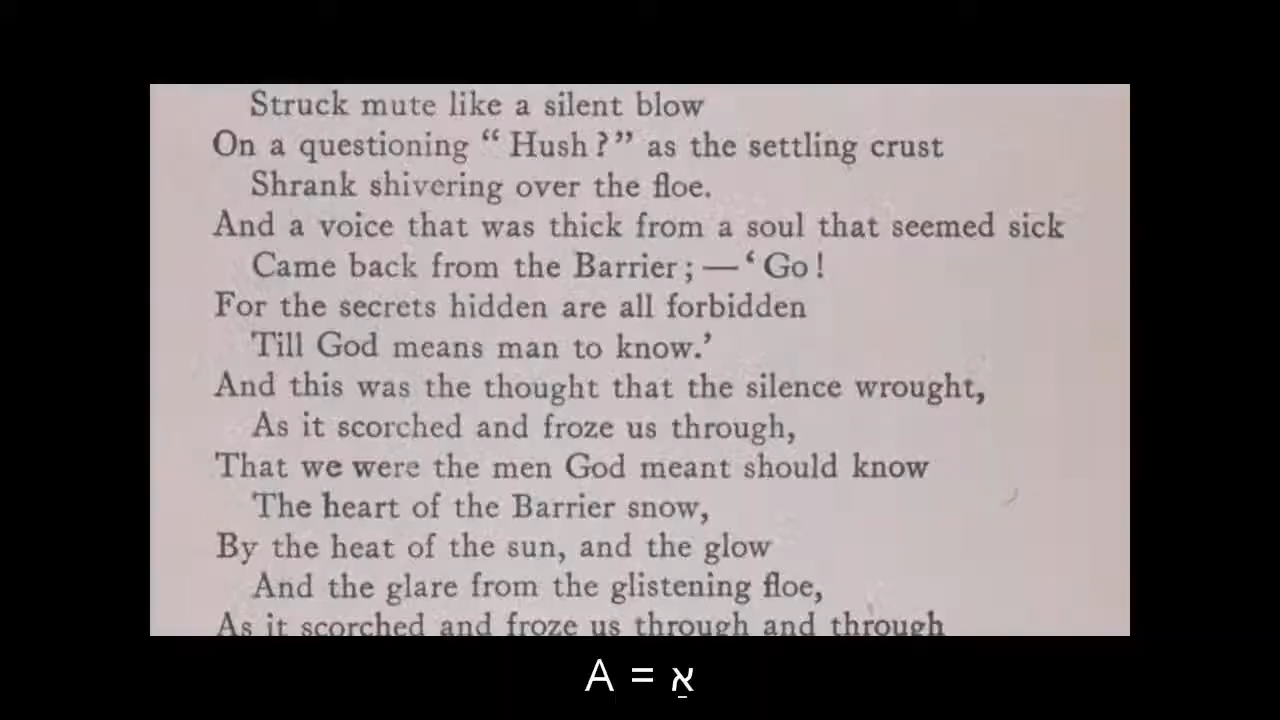 Struck mute like a silent blow
On a questioning “ Hush ? ” as the settling crust
Shrank shivering over the floe.
And a voice that was thick from a soul that seemed sick
Came back from the Barrier ; — ‘ Go !
For the secrets hidden are all forbidden
Till God means man to know.’
And this was the thought that the silence wrought,
As it scorched and froze us through,
That we were the men God meant should know
The heart of the Barrier snow,
By the heat of the sun, and the glow
And the glare from the glistening floe,
As it scorched and froze us through and through
A = אַ